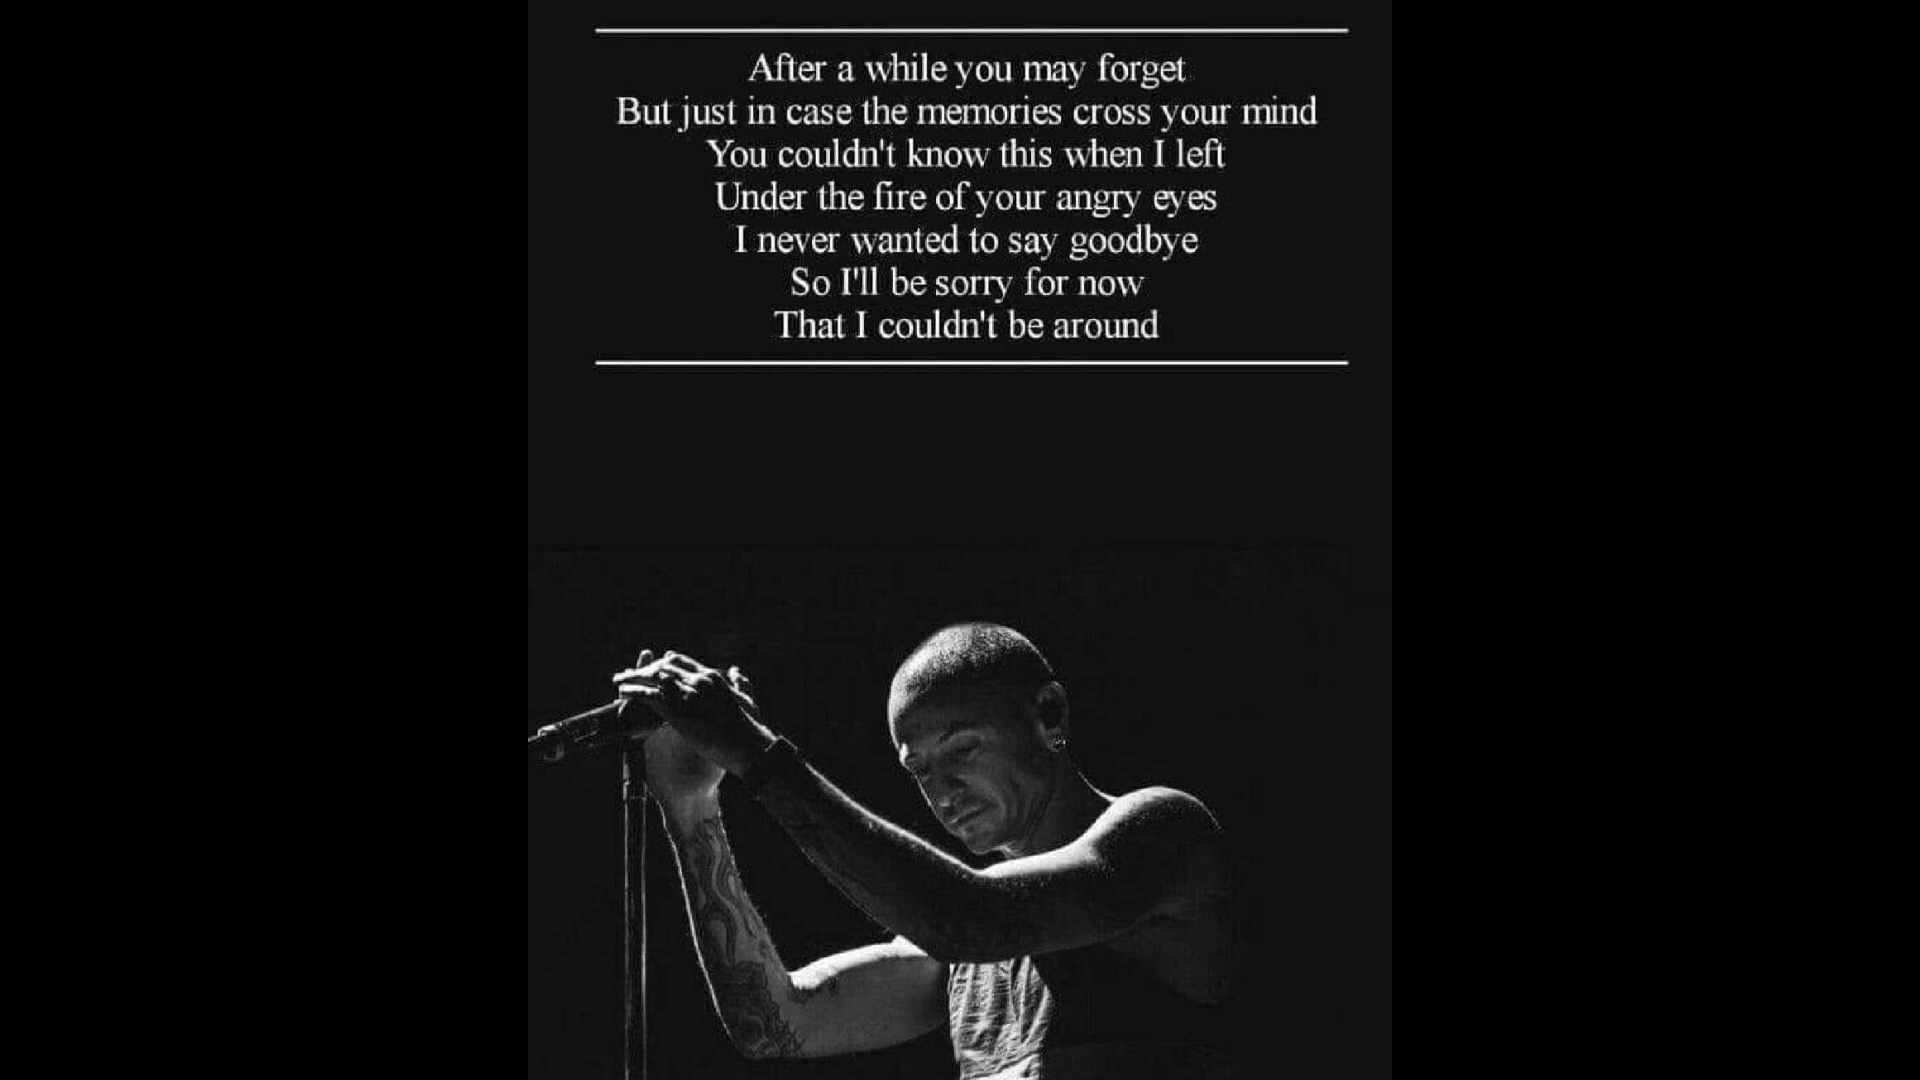 After a while you may forget
But just in case the memories cross your mind
You couldn't know this when I left
Under the fire of your angry eyes
I never wanted to say goodbye
So I'll be sorry for now
That I couldn't be around